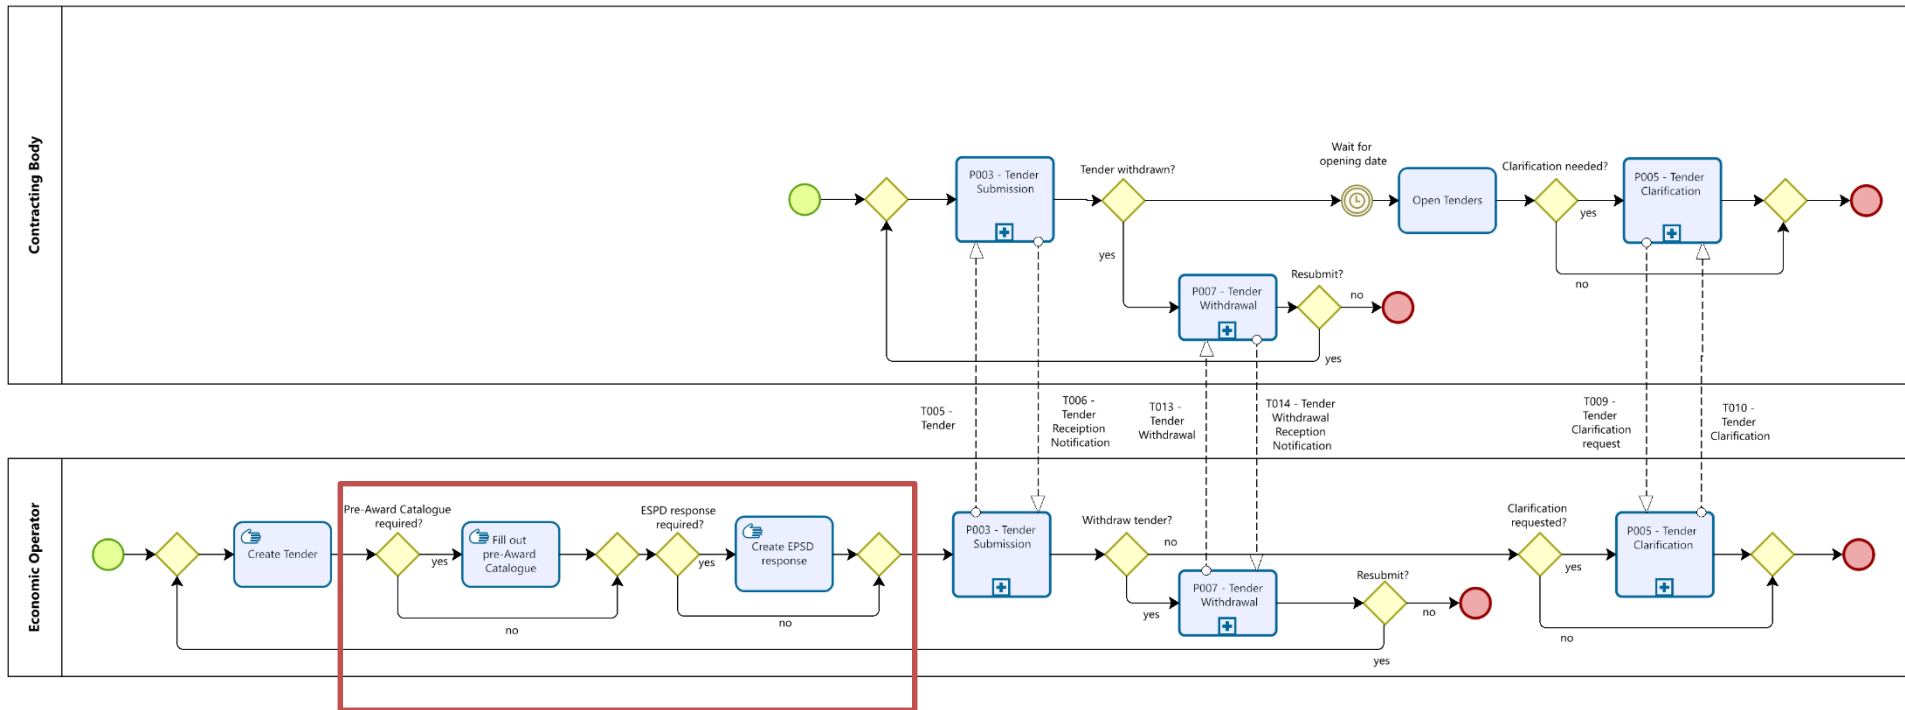 Contracting Body
P003 - Tender
Submission
Tender withdrawn?
yes
P007 - Tender
Withdrawal
Resubmit?
no
yes
Wait for
opening date
Open Tenders
Clarification needed?
yes
no
P005 - Tender
Clarification
T005 -
Tender
T006 -
Tender
Receiption
Notification
T013 -
Tender
Withdrawal
T014 - Tender
Withdrawal
Reception
Notification
T009 -
Tender
Clarification
request
T010 -
Tender
Clarification
Economic Operator
Create Tender
Pre-Award Catalogue
required?
yes
no
Fill out
pre-Award
Catalogue
ESPD response
required?
yes
no
Create EPSD
response
P003 - Tender
Submission
Withdraw tender?
no
yes
P007 - Tender
Withdrawal
Resubmit?
no
yes
Clarification
requested?
yes
no
P005 - Tender
Clarification